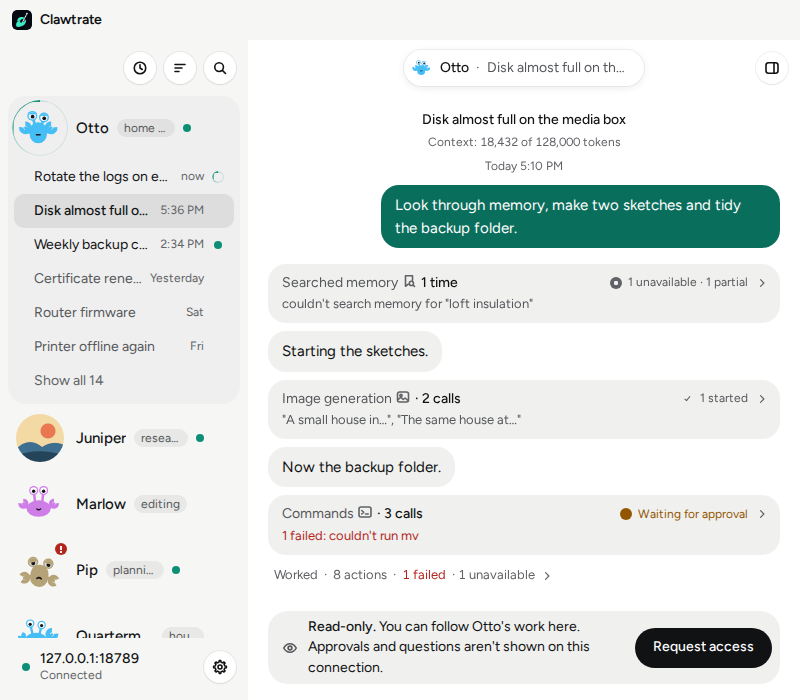 Clawtrate
Otto home ...
Rotate the logs on e... now
Disk almost full o... 5:36 PM
Weekly backup c... 2:34 PM
Certificate rene... Yesterday
Router firmware Sat
Printer offline again Fri
Show all 14
Juniper resea...
Marlow editing
Pip planni...
Quarterm hou
127.0.0.1:18789
Connected
Otto · Disk almost full on th...
Disk almost full on the media box
Context: 18,432 of 128,000 tokens
Today 5:10 PM
Look through memory, make two sketches and tidy
the backup folder.
Searched memory 1 time 1 unavailable · 1 partial
couldn't search memory for "loft insulation"
Starting the sketches.
Image generation · 2 calls 1 started
"A small house in...", "The same house at..."
Now the backup folder.
Commands · 3 calls Waiting for approval
1 failed: couldn't run mv
Worked · 8 actions · 1 failed · 1 unavailable
Read-only. You can follow Otto's work here.
Approvals and questions aren't shown on this
connection.
Request access